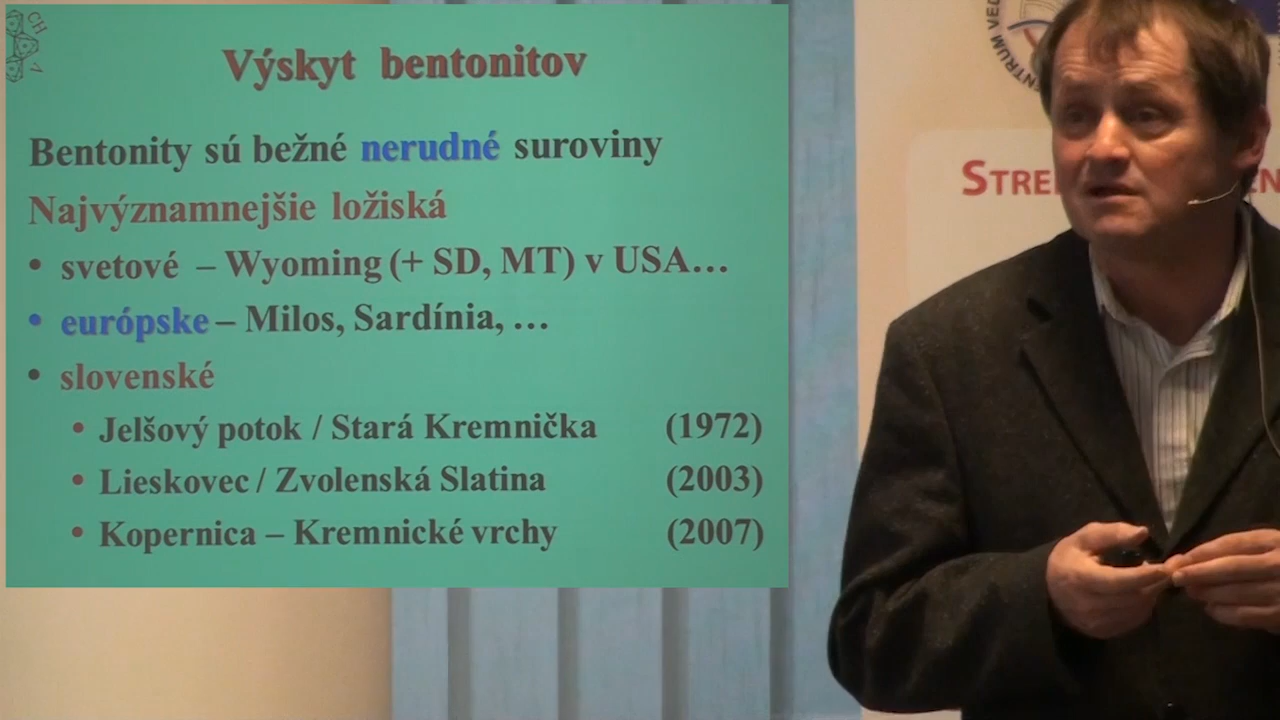 CH
Výskyt bentonitov
Bentonity sú bežné nerudné suroviny
Najvýznamnejšie ložiská
• svetové – Wyoming (+ SD, MT) v USA…
• európske – Milos, Sardínia, …
• slovenské
• Jelšový potok / Stará Kremnička (1972)
• Lieskovec / Zvolenská Slatina (2003)
• Kopernica – Kremnické vrchy (2007)